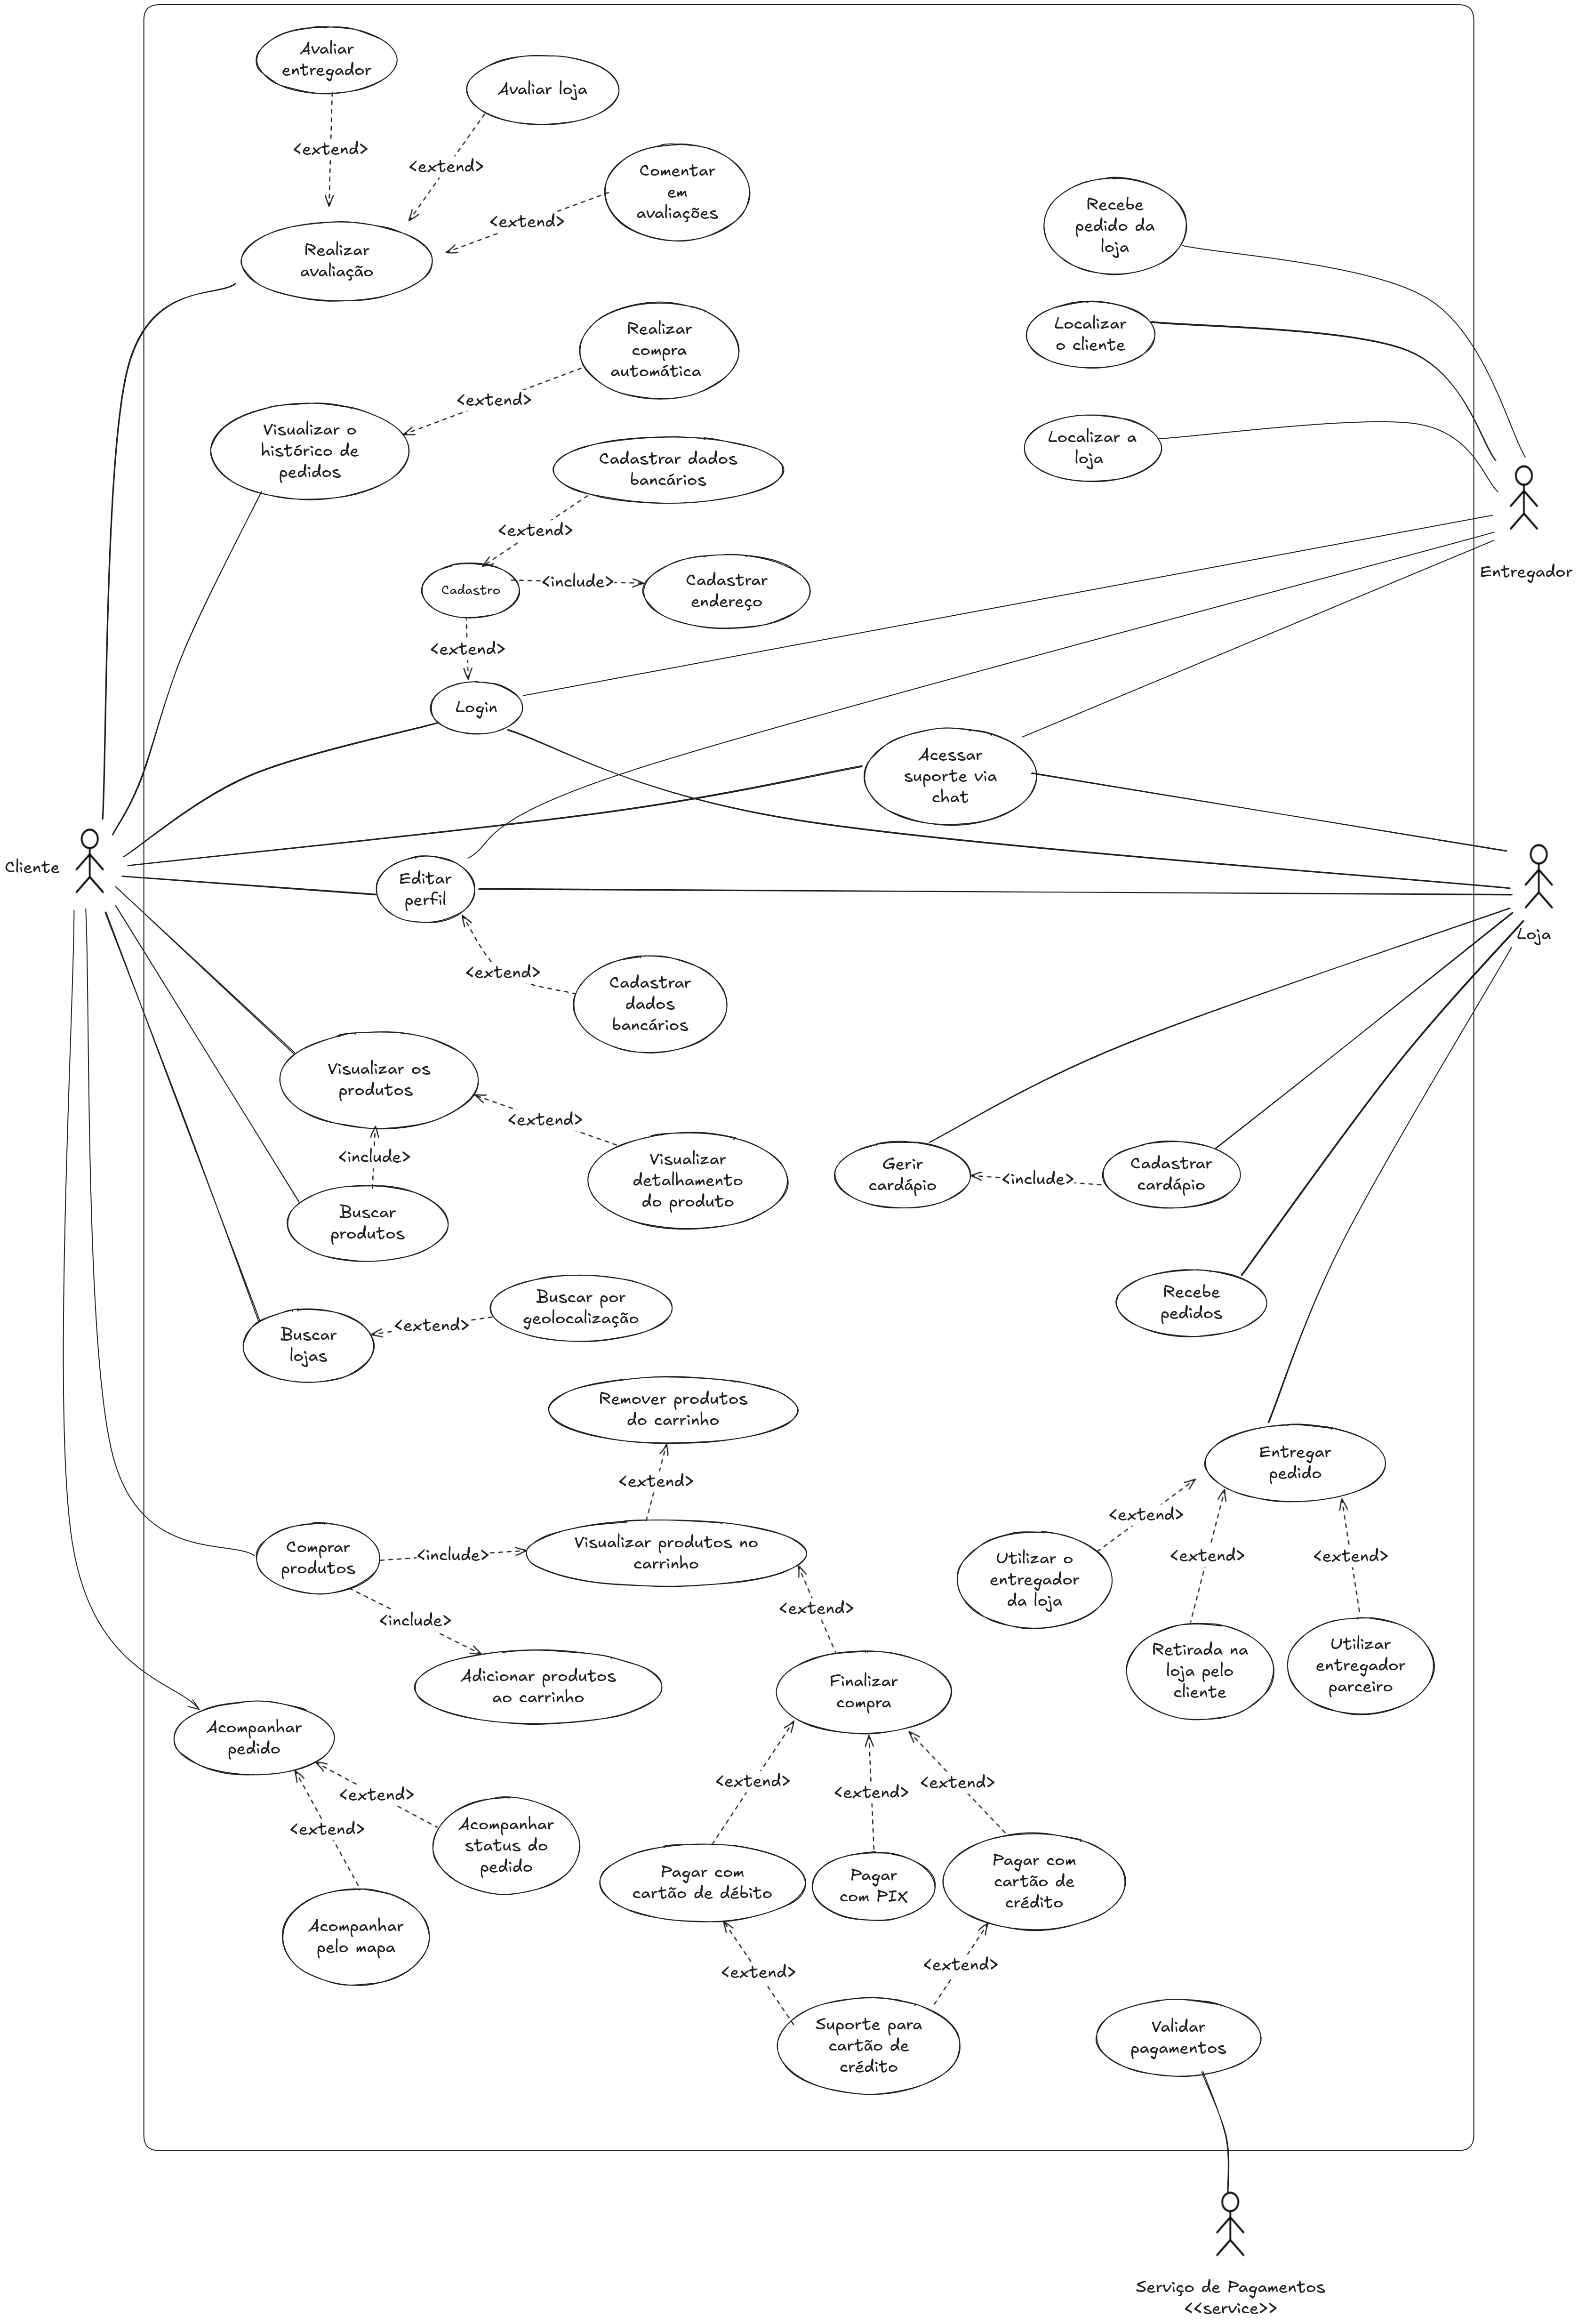 Avaliar
entregador
Avaliar loja
<extend>
<extend>
Comentar
em
avaliações
<extend>
Realizar
avaliação
Recebe
pedido da
loja
Localizar
o cliente
Localizar a
loja
Entregador
Realizar
compra
automática
<extend>
Visualizar o
histórico de
pedidos
Cadastrar dados
bancários
<extend>
Cadastro
<include>
Cadastrar
endereço
<extend>
Login
Acessar
suporte via
chat
Cliente
Editar
perfil
Loja
<extend>
Cadastrar
dados
bancários
Visualizar os
produtos
<extend>
<include>
Visualizar
detalhamento
do produto
Buscar
produtos
Gerir
cardápio
<include>
Cadastrar
cardápio
Buscar por
geolocalização
<extend>
Buscar
lojas
Recebe
pedidos
Remover produtos
do carrinho
<extend>
Entregar
pedido
<extend>
<extend>
<extend>
Comprar
produtos
<include>
Visualizar produtos no
carrinho
Utilizar o
entregador
da loja
<include>
<extend>
Retirada na
loja pelo
cliente
Utilizar
entregador
parceiro
Adicionar produtos
ao carrinho
Finalizar
compra
Acompanhar
pedido
<extend>
<extend>
<extend>
<extend>
<extend>
Acompanhar
status do
pedido
Pagar com
cartão de débito
Pagar
com PIX
Pagar com
cartão de
crédito
Acompanhar
pelo mapa
<extend>
<extend>
Suporte para
cartão de
crédito
Validar
pagamentos
Serviço de Pagamentos
<<service>>